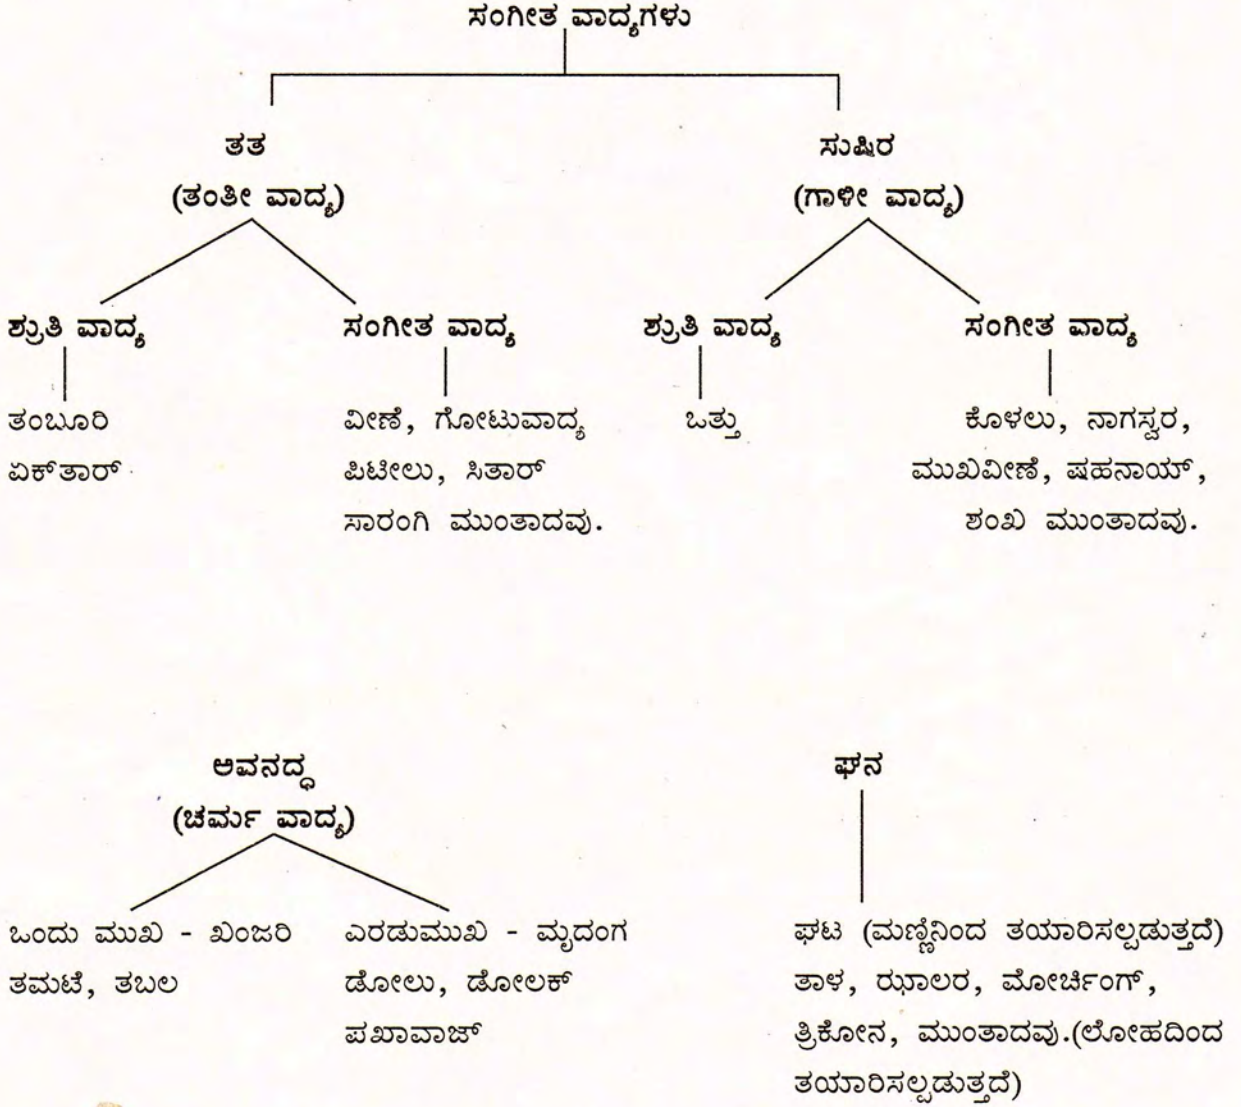 ಸಂಗೀತ ವಾದ್ಯಗಳು
ತತ
(ತಂತೀ ವಾದ್ಯ)
ಸುಷಿರ
(ಗಾಳೀ ವಾದ್ಯ)
ಶ್ರುತಿ ವಾದ್ಯ
ಸಂಗೀತ ವಾದ್ಯ
ಶ್ರುತಿ ವಾದ್ಯ
ಸಂಗೀತ ವಾದ್ಯ
ತಂಬೂರಿ
ಏಕ್‌ತಾರ್
ವೀಣೆ, ಗೋಟುವಾದ್ಯ
ಪಿಟೀಲು, ಸಿತಾರ್
ಸಾರಂಗಿ ಮುಂತಾದವು.
ಒತ್ತು
ಕೊಳಲು, ನಾಗಸ್ವರ,
ಮುಖವೀಣೆ, ಷಹನಾಯ್,
ಶಂಖ ಮುಂತಾದವು.
ಅವನದ್ಧ
(ಚರ್ಮ ವಾದ್ಯ)
ಘನ
ಒಂದು ಮುಖ - ಖಂಜರಿ
ತಮಟೆ, ತಬಲ
ಎರಡುಮುಖ - ಮೃದಂಗ
ಡೋಲು, ಡೋಲಕ್
ಪಖಾವಾಜ್
ಘಟ (ಮಣ್ಣಿನಿಂದ ತಯಾರಿಸಲ್ಪಡುತ್ತದೆ)
ತಾಳ, ಝಾಲರ, ಮೋರ್ಚಿಂಗ್,
ತ್ರಿಕೋನ, ಮುಂತಾದವು.(ಲೋಹದಿಂದ
ತಯಾರಿಸಲ್ಪಡುತ್ತದೆ)